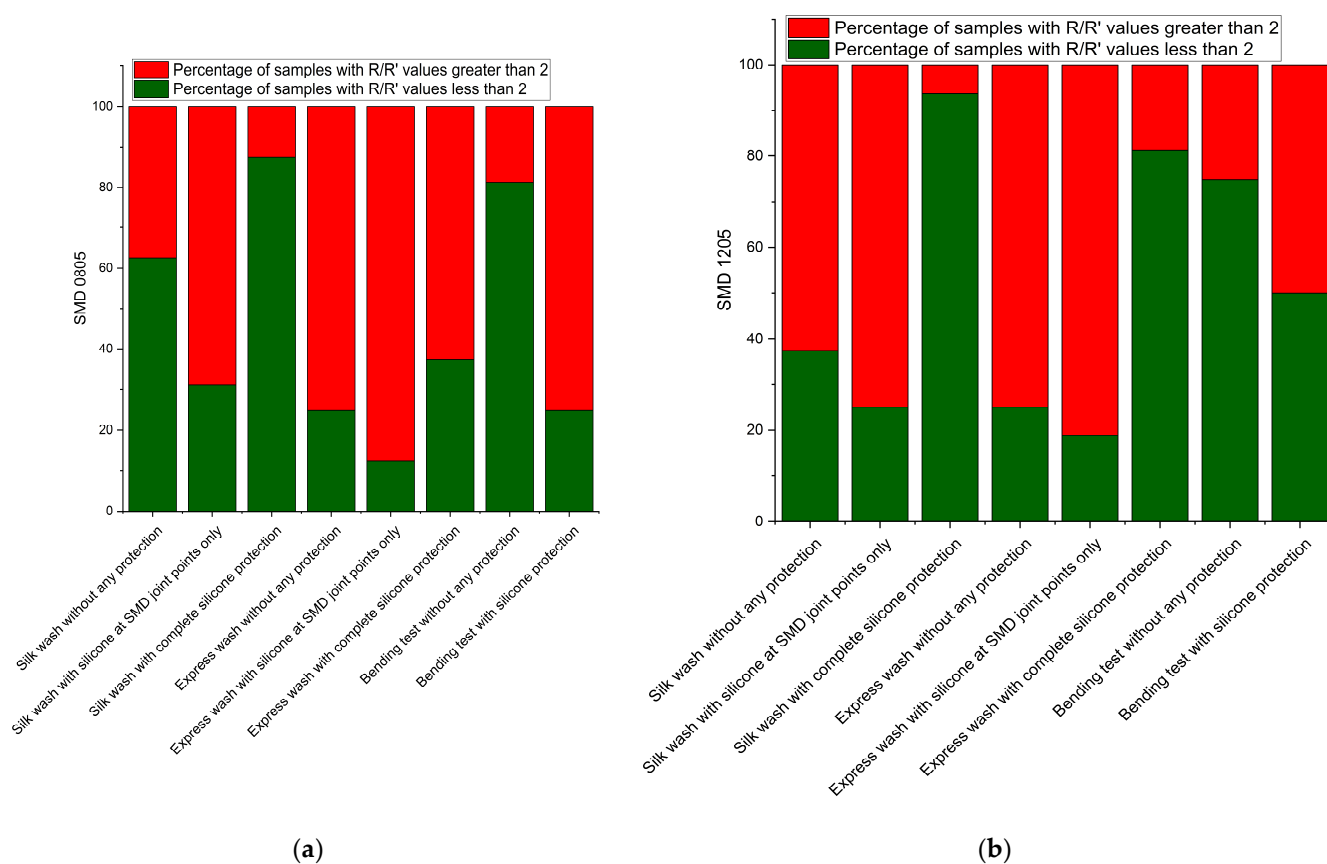 Percentage of samples with R/R' values greater than 2
Percentage of samples with R/R' values less than 2
100
80
60
40
20
0
SMD 0805
Silk wash without any protection
Silk wash with silicone at SMD joint points only
Silk wash with complete silicone protection
Express wash without any protection
Express wash with silicone at SMD joint points only
Express wash with complete silicone protection
Bending test without any protection
Bending test with silicone protection
(a)
Percentage of samples with R/R' values greater than 2
Percentage of samples with R/R' values less than 2
100
80
60
40
20
0
SMD 1205
Silk wash without any protection
Silk wash with silicone at SMD joint points only
Silk wash with complete silicone protection
Express wash without any protection
Express wash with silicone at SMD joint points only
Express wash with complete silicone protection
Bending test without any protection
Bending test with silicone protection
(b)